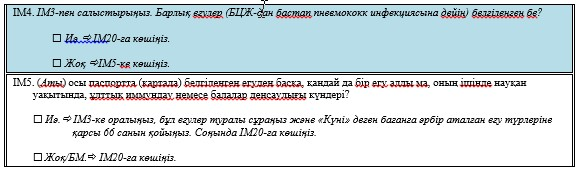 IM4. IM3-пен салыстырыңыз. Барлық егулер (БЦЖ-дан бастап пневмококк инфекциясына дейін) белгіленген бе?
☐ Иә. ⇨ IM20-ға көшіңіз.
☐ Жоқ ⇨ IM5-ке көшіңіз.
IM5. (Аты) осы паспортта (картада) белгіленген егуден басқа, қандай да бір егу алды ма, оның ішінде науқан
уақытында, ұлттық иммундау немесе балалар денсаулығы күндері?
☐ Иә. ⇨ IM3-ке оралыңыз, бұл егулер туралы сұраңыз және «Күні» деген бағанға әрбір аталған егу түрлеріне
қарсы 66 санын қойыңыз. Соңында IM20-ға көшіңіз.
☐ Жоқ/БМ. ⇨ IM20-ға көшіңіз.